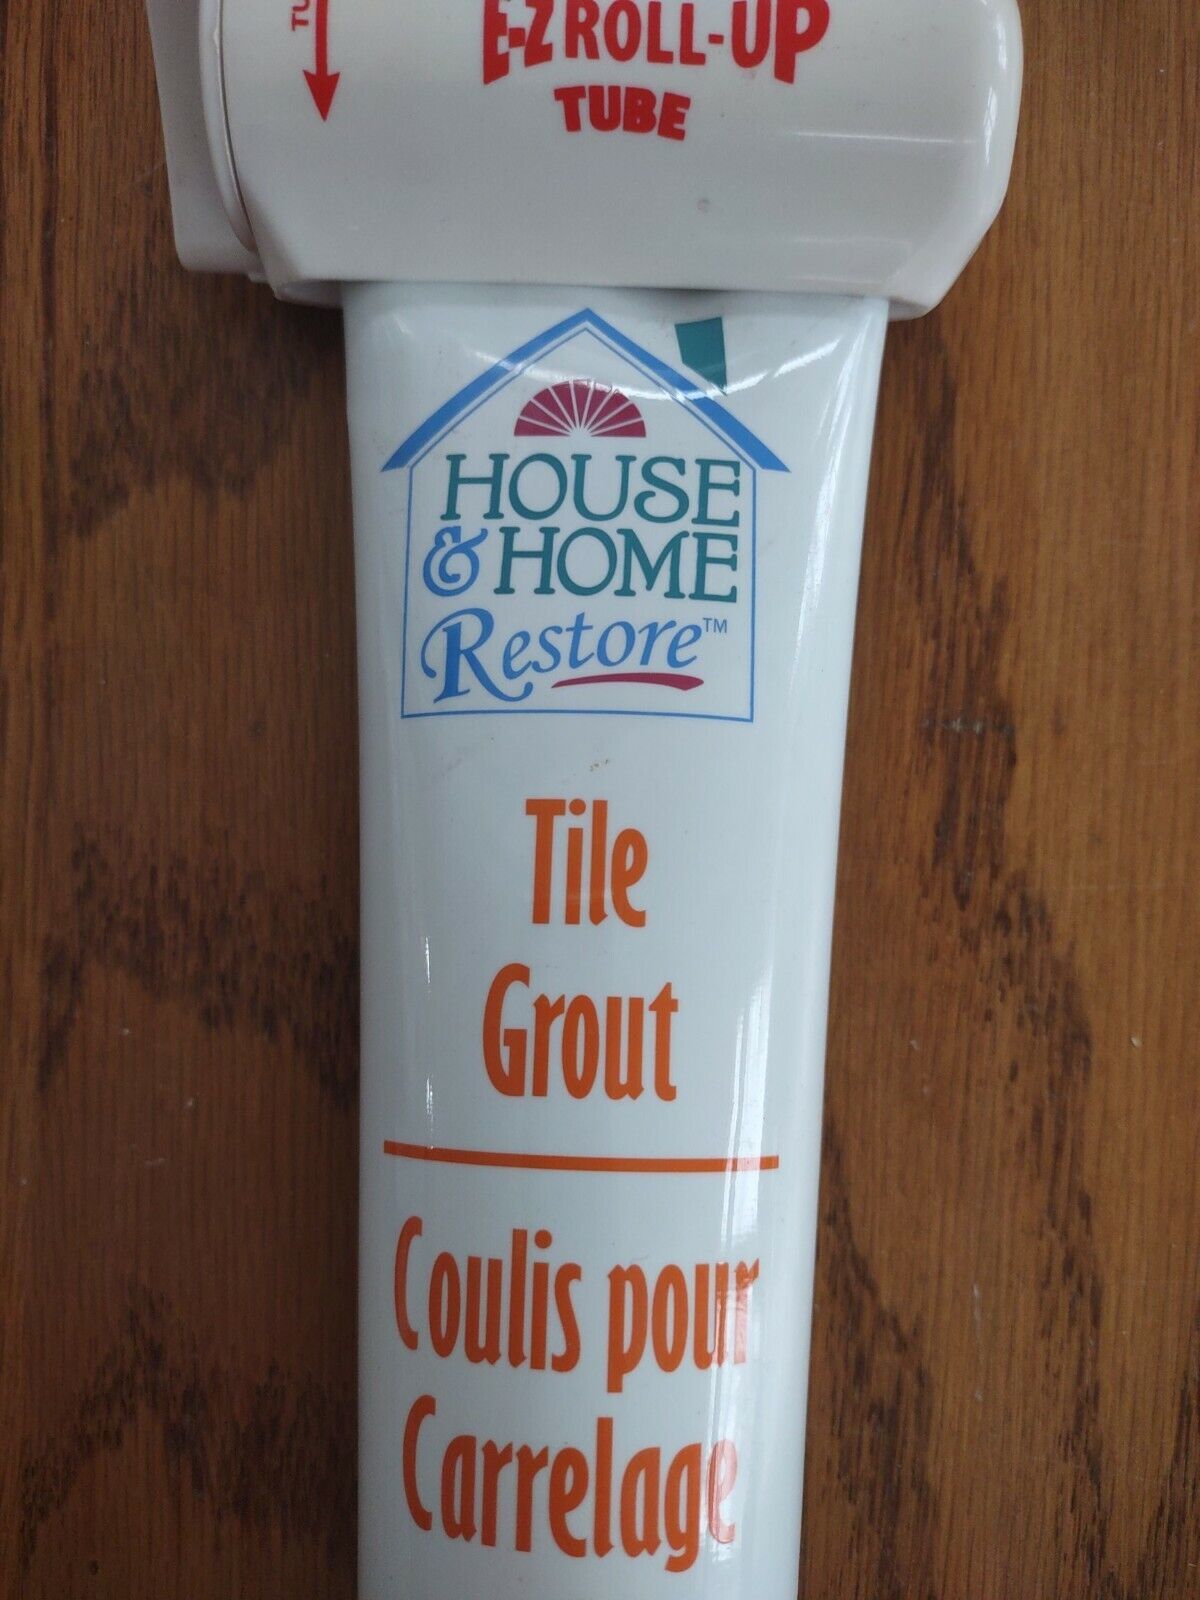 E-Z ROLL-UP
TUBE
HOUSE
& HOME
Restore™
Tile
Grout
Coulis pour
Carrelage